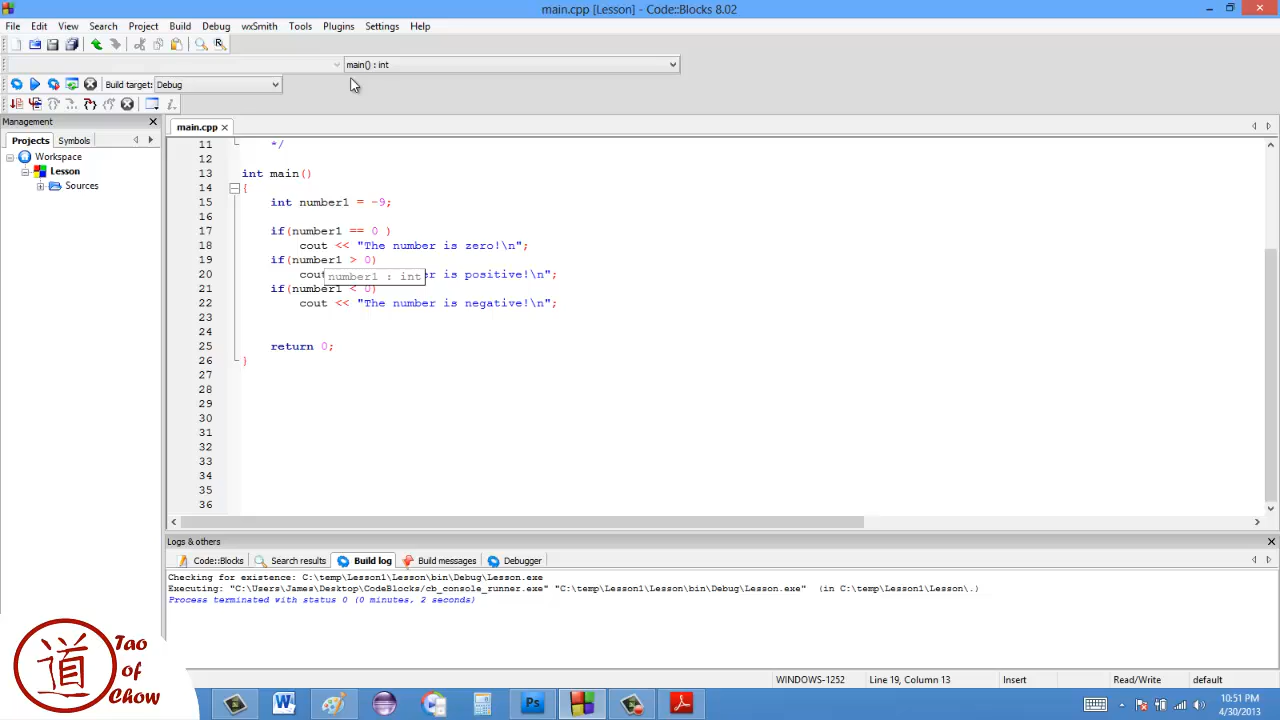 main.cpp [Lesson] - Code::Blocks 8.02
File Edit View Search Project Build Debug wxSmith Tools Plugins Settings Help
main() : int
Build target: Debug
Management
Projects Symbols
Workspace
Lesson
Sources
main.cpp
11 */
12
13 int main()
14 {
15 int number1 = -9;
16
17 if(number1 == 0 )
18 cout << "The number is zero!\n";
19 if(number1 > 0)
20 cout number1 : int er is positive!\n";
21 if(number1 < 0)
22 cout << "The number is negative!\n";
23
24
25 return 0;
26 }
27
28
29
30
31
32
33
34
35
36
Logs & others
Code::Blocks Search results Build log Build messages Debugger
Checking for existence: C:\temp\Lesson1\Lesson\bin\Debug\Lesson.exe
Executing: "C:\Users\James\Desktop\CodeBlocks/cb_console_runner.exe" "C:\temp\Lesson1\Lesson\bin\Debug\Lesson.exe" (in C:\temp\Lesson1\Lesson\.)
Process terminated with status 0 (0 minutes, 2 seconds)
WINDOWS-1252 Line 19, Column 13 Insert Read/Write default
道
Tao
of
Chow
W Ps
10:51 PM
4/30/2013